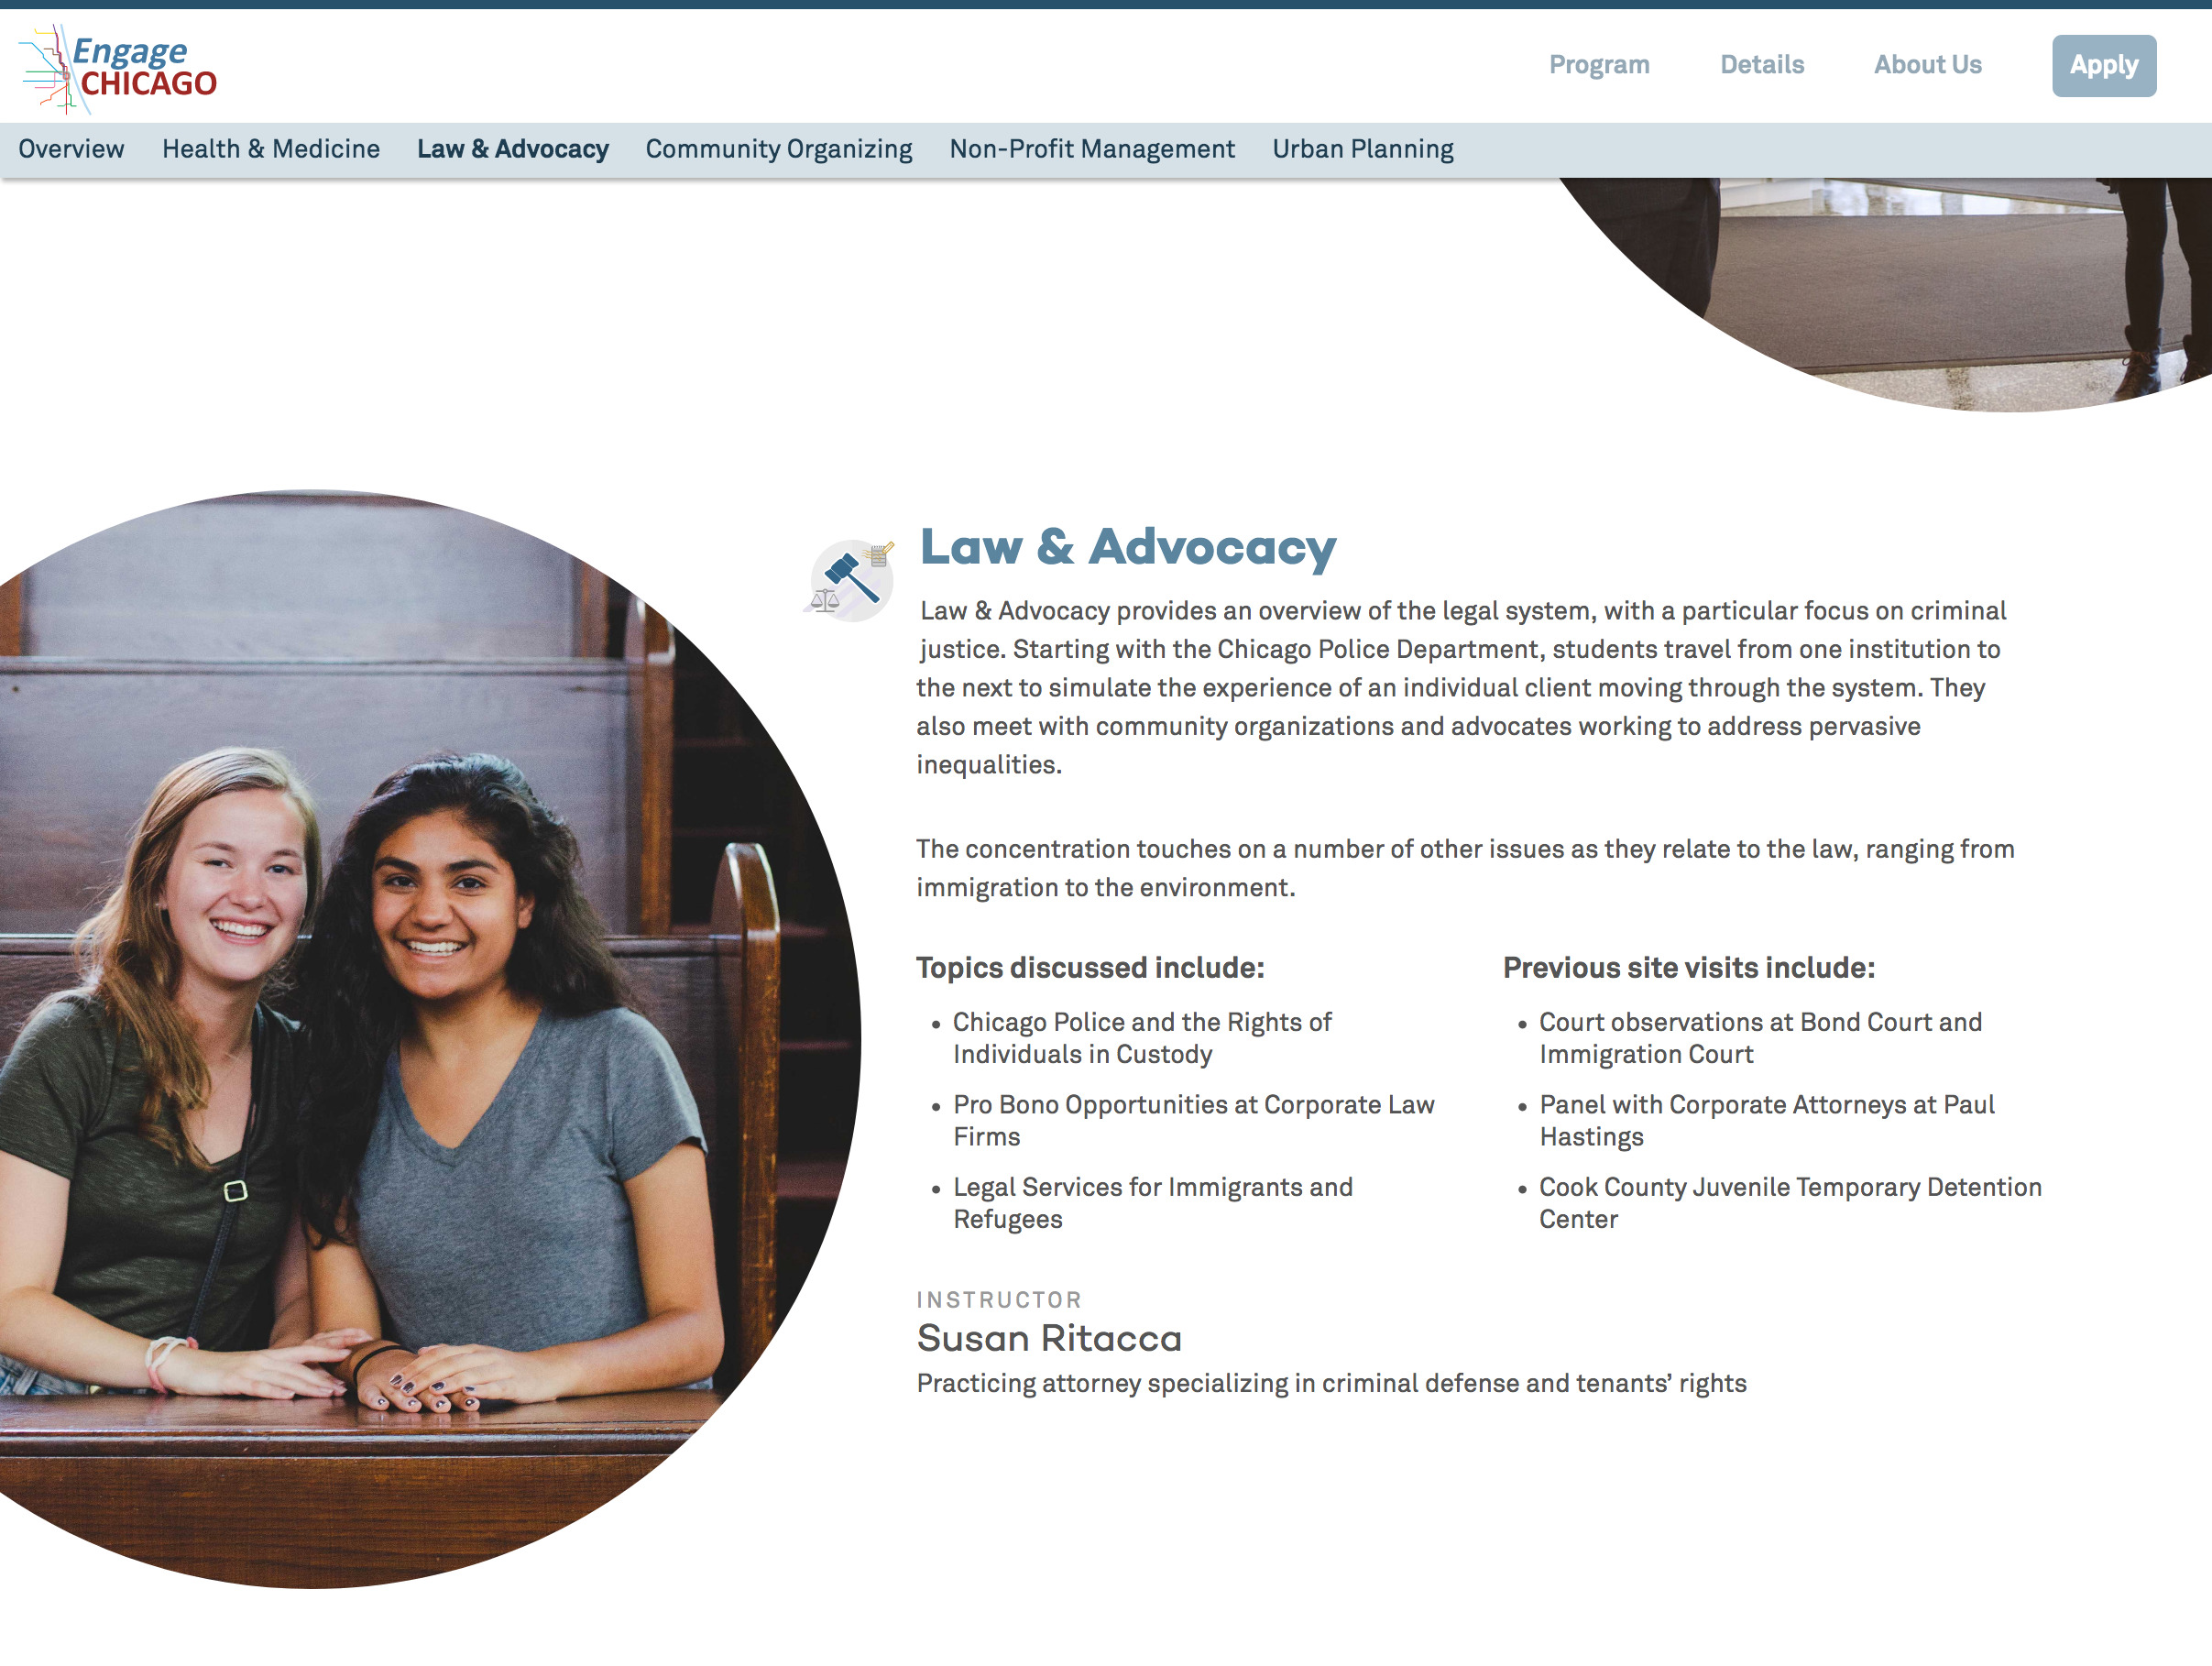 Engage
CHICAGO
Program
Details
About Us
Apply
Overview
Health & Medicine
Law & Advocacy
Community Organizing
Non-Profit Management
Urban Planning
Law & Advocacy
Law & Advocacy provides an overview of the legal system, with a particular focus on criminal
justice. Starting with the Chicago Police Department, students travel from one institution to
the next to simulate the experience of an individual client moving through the system. They
also meet with community organizations and advocates working to address pervasive
inequalities.
The concentration touches on a number of other issues as they relate to the law, ranging from
immigration to the environment.
Topics discussed include:
• Chicago Police and the Rights of
Individuals in Custody
• Pro Bono Opportunities at Corporate Law
Firms
• Legal Services for Immigrants and
Refugees
Previous site visits include:
• Court observations at Bond Court and
Immigration Court
• Panel with Corporate Attorneys at Paul
Hastings
• Cook County Juvenile Temporary Detention
Center
INSTRUCTOR
Susan Ritacca
Practicing attorney specializing in criminal defense and tenants’ rights